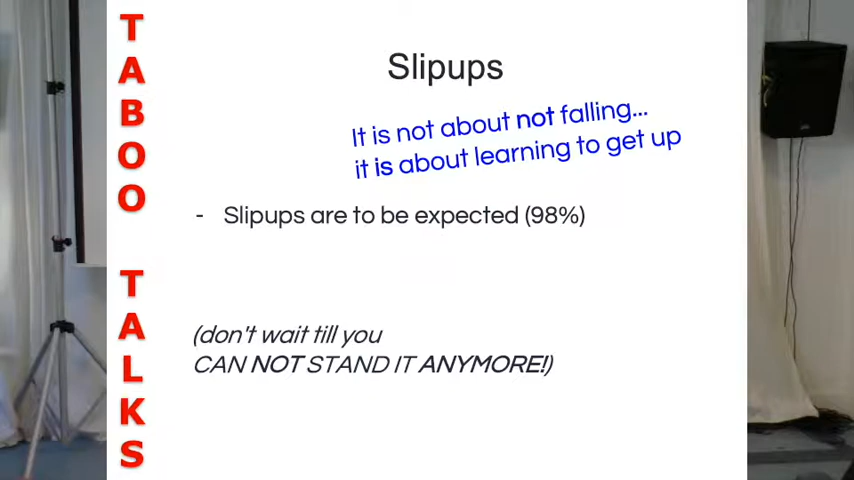 TABOO TALKS
Slipups
It is not about not falling...
it is about learning to get up
- Slipups are to be expected (98%)
(don't wait till you
CAN NOT STAND IT ANYMORE!)